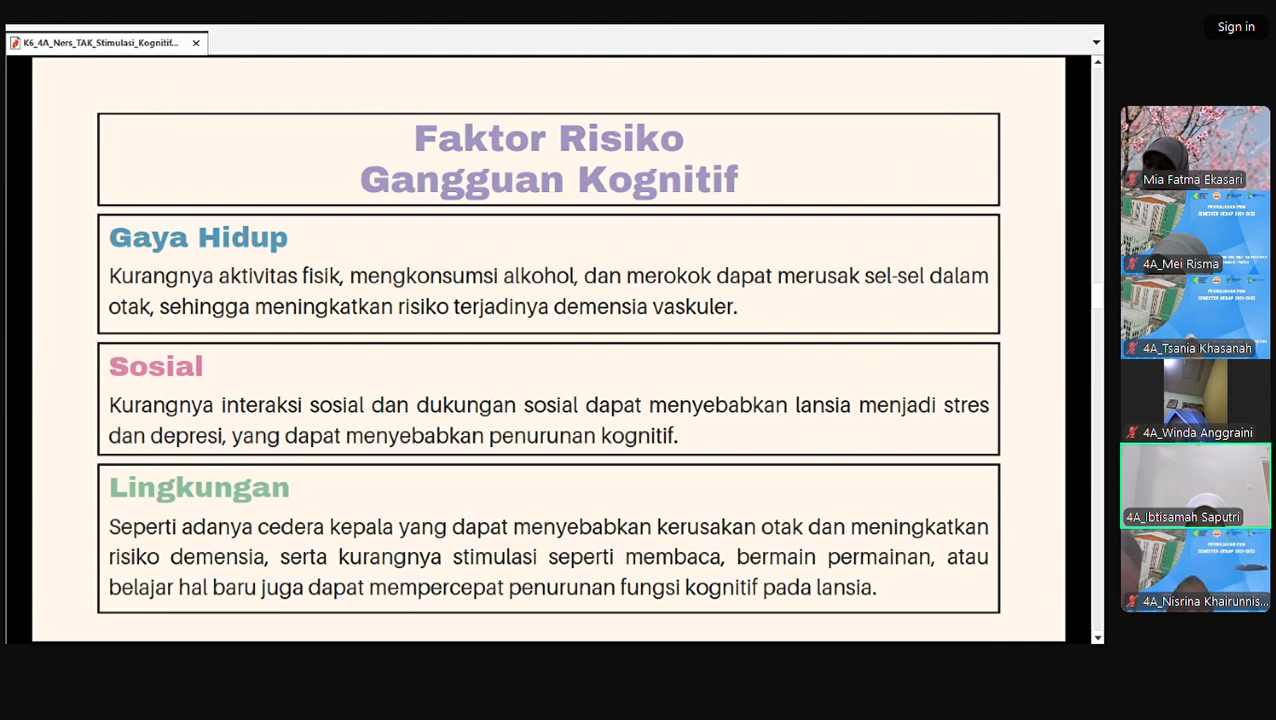 Sign in
K6_4A_Ners_TAK_Stimulasi_Kognitif...
Faktor Risiko
Gangguan Kognitif
Gaya Hidup
Kurangnya aktivitas fisik, mengkonsumsi alkohol, dan merokok dapat merusak sel-sel dalam
otak, sehingga meningkatkan risiko terjadinya demensia vaskuler.
Sosial
Kurangnya interaksi sosial dan dukungan sosial dapat menyebabkan lansia menjadi stres
dan depresi, yang dapat menyebabkan penurunan kognitif.
Lingkungan
Seperti adanya cedera kepala yang dapat menyebabkan kerusakan otak dan meningkatkan
risiko demensia, serta kurangnya stimulasi seperti membaca, bermain permainan, atau
belajar hal baru juga dapat mempercepat penurunan fungsi kognitif pada lansia.
Mia Fatma Ekasari
4A_Mei Risma
4A_Tsania Khasanah
4A_Winda Anggraini
4A_Ibtisamah Saputri
4A_Nisrina Khairunnis...